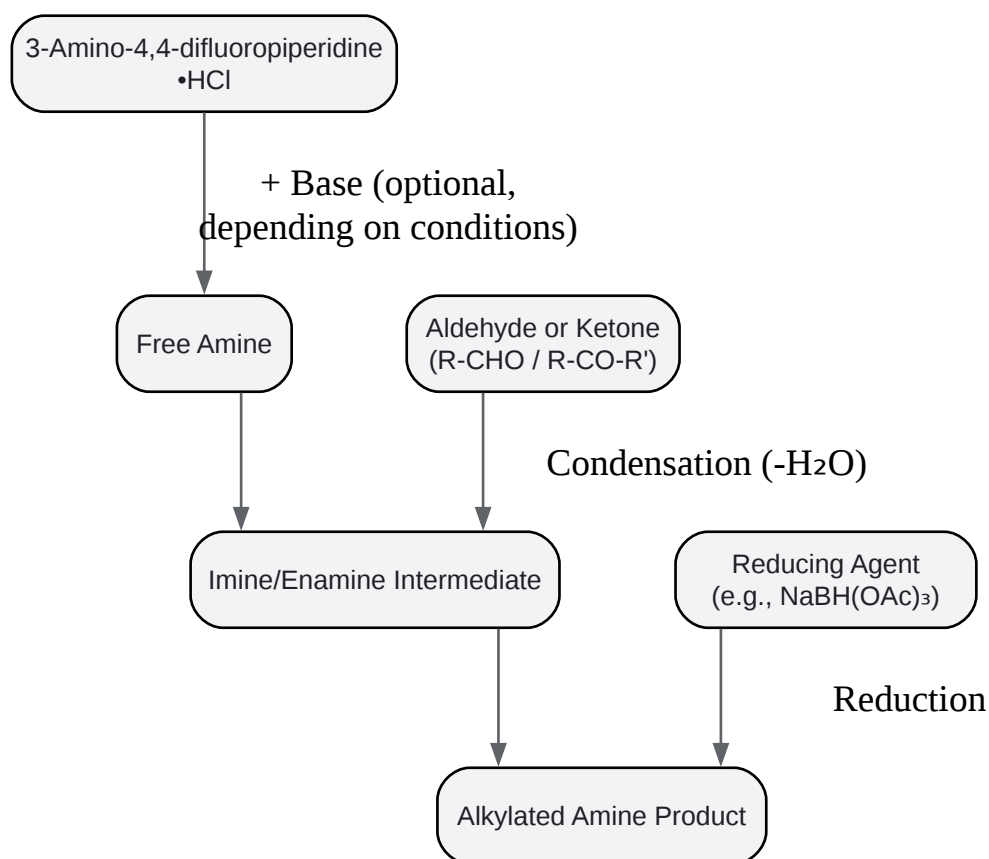 3-Amino-4,4-difluoropiperidine
•HCl
+ Base (optional,
depending on conditions)
Free Amine
Aldehyde or Ketone
(R-CHO / R-CO-R')
Condensation (-H₂O)
Imine/Enamine Intermediate
Reducing Agent
(e.g., NaBH(OAc)₃)
Reduction
Alkylated Amine Product